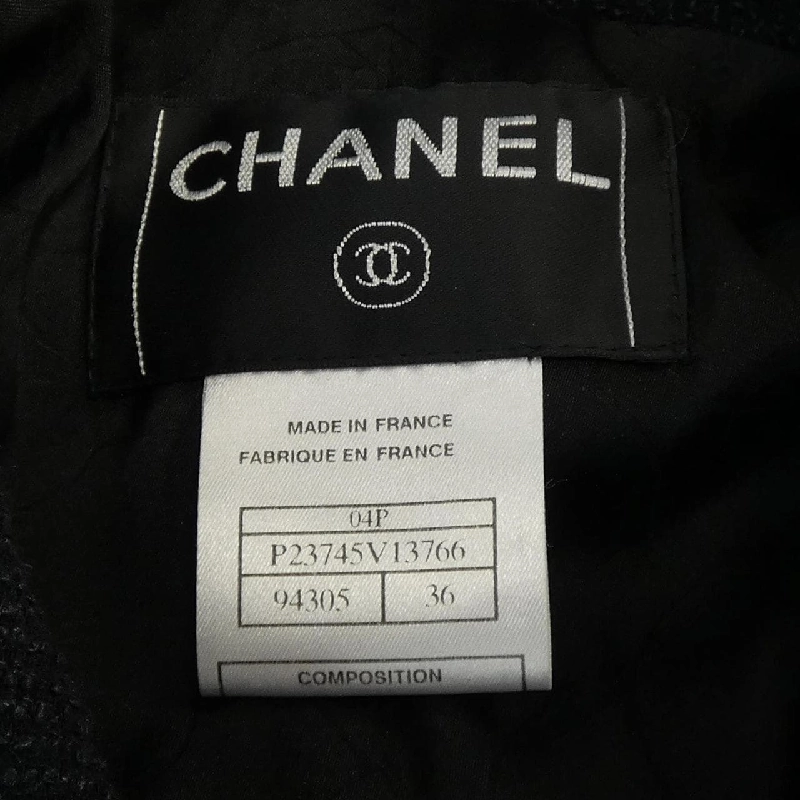 CHANEL
MADE IN FRANCE
FABRIQUE EN FRANCE
04P
P23745V13766
94305 36
COMPOSITION